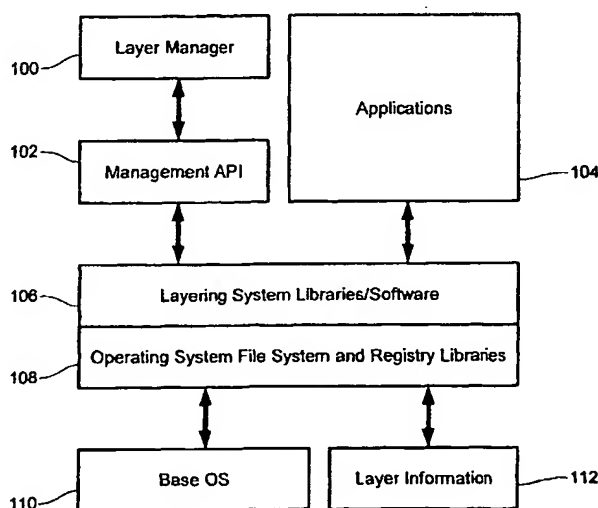 Layer Manager
100
Applications
102
Management API
104
106
Layering System Libraries/Software
Operating System File System and Registry Libraries
108
Base OS
Layer Information
110
112